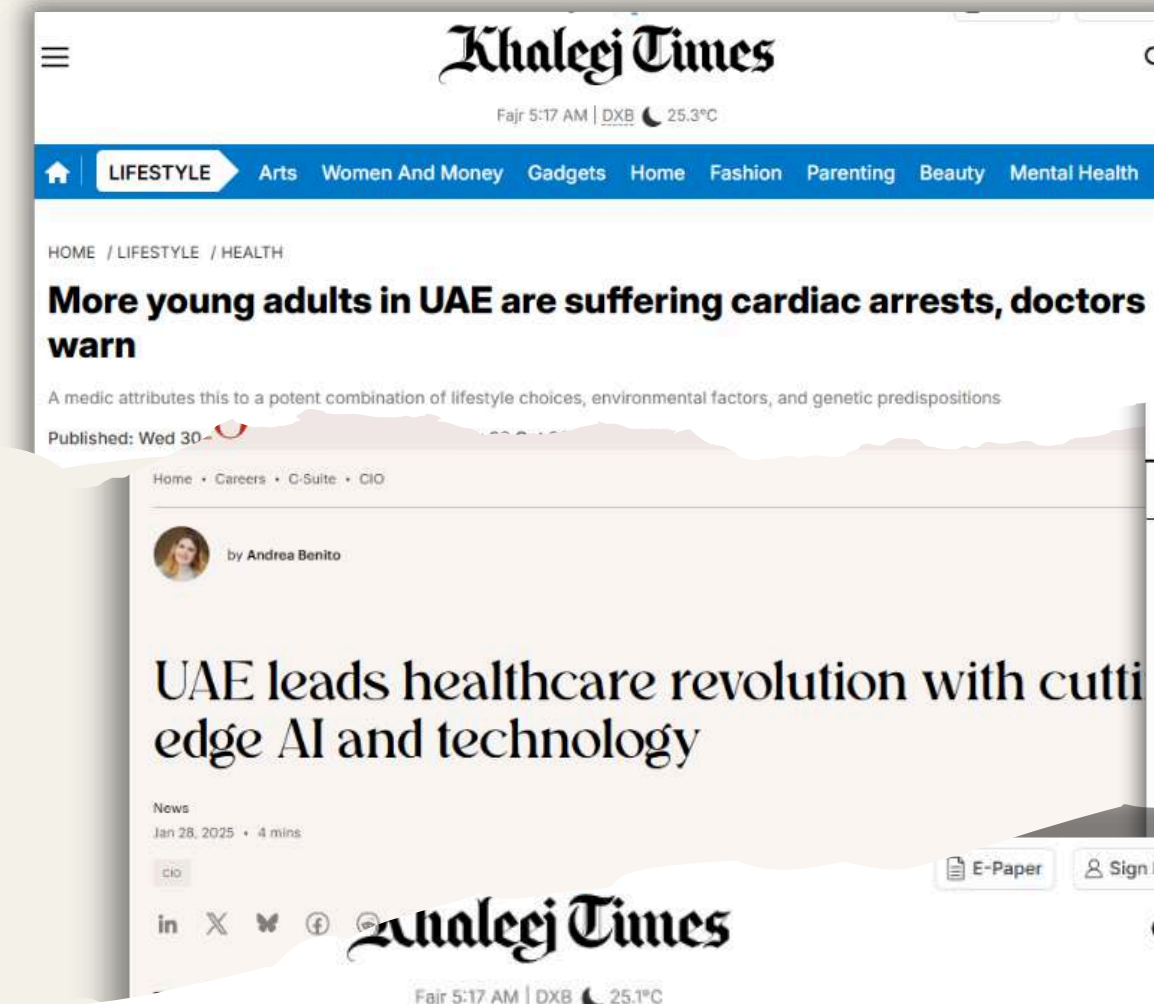 Khaleej Times
Fajr 5:17 AM | DXB 25.3°C
LIFESTYLE Arts Women And Money Gadgets Home Fashion Parenting Beauty Mental Health
HOME / LIFESTYLE / HEALTH
More young adults in UAE are suffering cardiac arrests, doctors
warn
A medic attributes this to a potent combination of lifestyle choices, environmental factors, and genetic predispositions
Published: Wed 30
Home • Careers • C-Suite • CIO
by Andrea Benito
UAE leads healthcare revolution with cutti
edge AI and technology
News
Jan 28, 2025 • 4 mins
CIO
E-Paper Sign
Khaleej Times
Fajr 5:17 AM | DXB 25.1°C